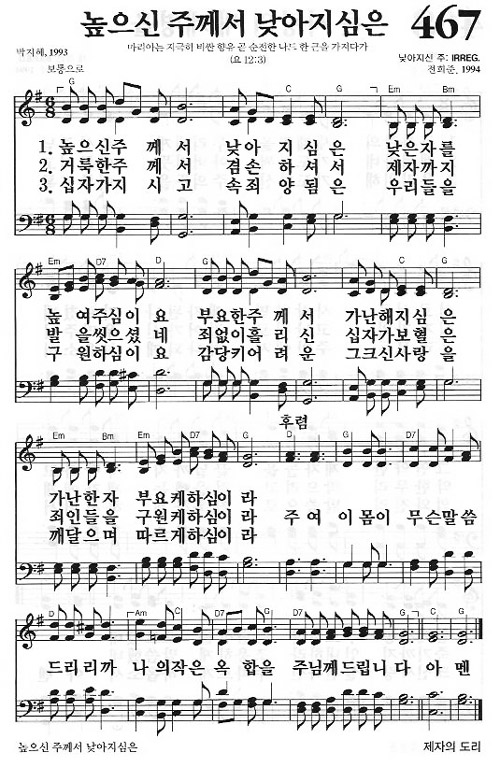 높으신 주께서 낮아지심은 467
마리아는 지극히 비싼 향유 곧 순전한 나드 한 근을 가져다가
(요 12:3)
박지혜, 1993
낮아지신 주: IRREG.
전희준, 1994
보통으로
G D G C G Em Bm
1. 높으신주 께 서 낮아 지 심 은 낮은자를
2. 거룩한주 께 서 겸손 하 셔 서 제자까지
3. 십자가지 시 고 속죄 양 됨 은 우리들을
Em D7 D G D G C G
높 여주심이 요 부요한주 께 서 가난해지심 은
발 을씻으셨 네 죄없이흘 리 신 십자가보혈 은
구 원하심이 요 감당키어 려 운 그크신사랑 을
후렴
Em Bm Em D7 G D G D7
가난한자 부요케하심이 라
죄인들을 구원케하심이 라 주 여 이 몸이 무슨말씀
깨달으며 따르게하심이 라
D Am C G D7 D7 G C G
드리리까 나 의작은 옥 합을 주님께드립니 다 아 멘
높으신 주께서 낮아지심은
제자의 도리